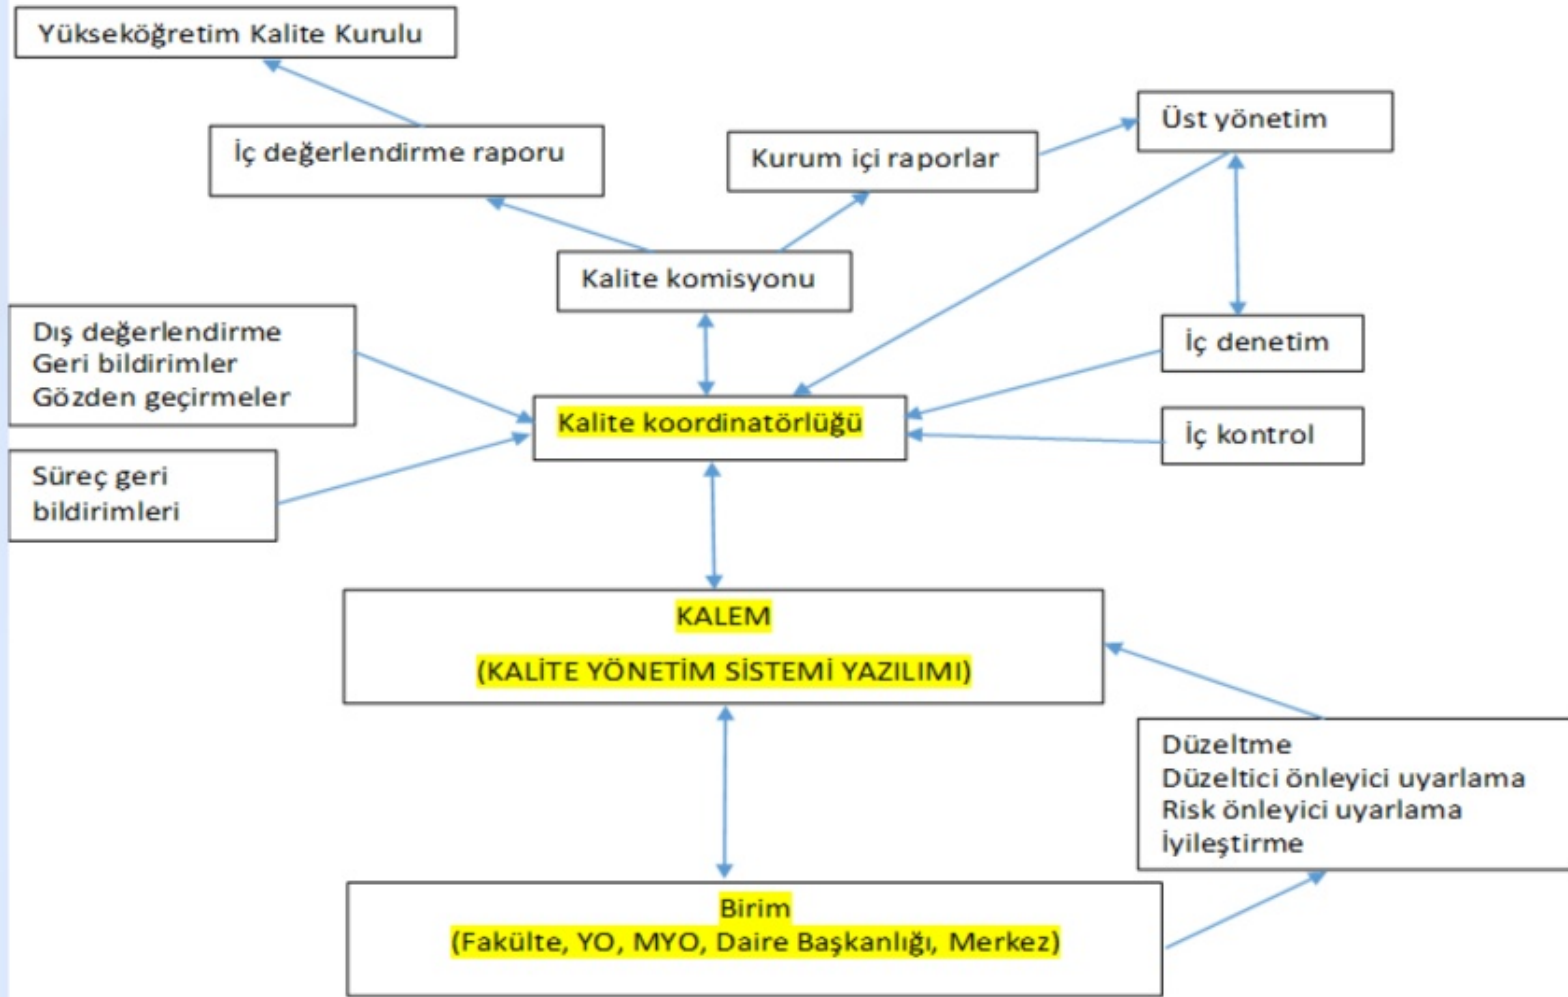 Yükseköğretim Kalite Kurulu
Üst yönetim
İç değerlendirme raporu
Kurum içi raporlar
Kalite komisyonu
Dış değerlendirme
Geri bildirimler
Gözden geçirmeler
İç denetim
Kalite koordinatörlüğü
İç kontrol
Süreç geri
bildirimleri
KALEM
(KALİTE YÖNETİM SİSTEMİ YAZILIMI)
Düzeltme
Düzeltici önleyici uyarlama
Risk önleyici uyarlama
İyileştirme
Birim
(Fakülte, YO, MYO, Daire Başkanlığı, Merkez)